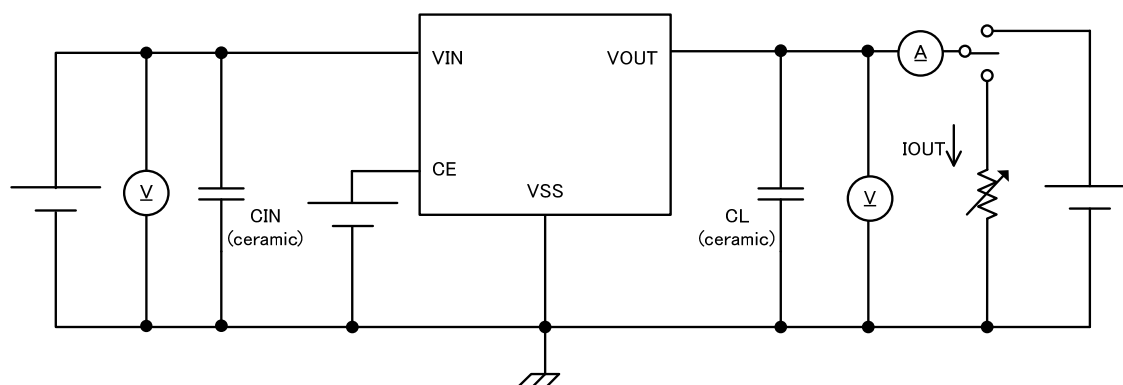 VIN
VOUT
A
IOUT
CE
V
VSS
V
CIN
(ceramic)
CL
(ceramic)